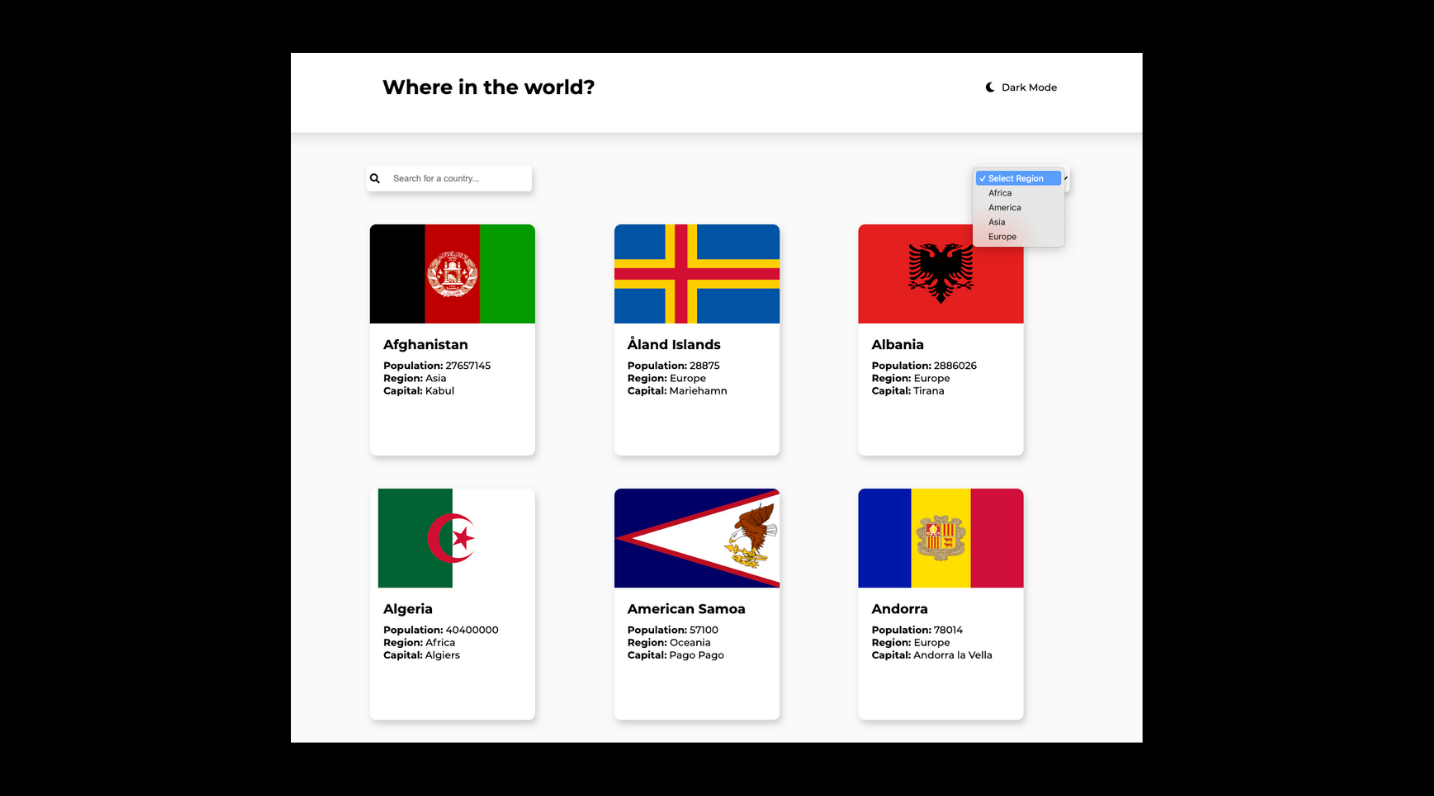 Where in the world?
Dark Mode
Search for a country...
✓ Select Region
Africa
America
Asia
Europe
Afghanistan
Population: 27657145
Region: Asia
Capital: Kabul
Åland Islands
Population: 28875
Region: Europe
Capital: Mariehamn
Albania
Population: 2886026
Region: Europe
Capital: Tirana
Algeria
Population: 40400000
Region: Africa
Capital: Algiers
American Samoa
Population: 57100
Region: Oceania
Capital: Pago Pago
Andorra
Population: 78014
Region: Europe
Capital: Andorra la Vella